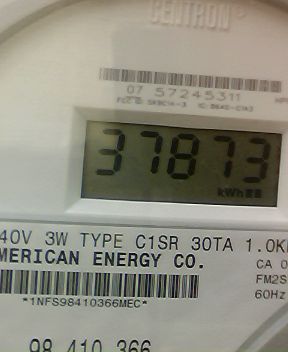 CENTRON®
07 57245311
37873
kWh
40V 3W TYPE C1SR 30TA 1.0K
MERICAN ENERGY CO.
CA 0
FM2S
60Hz
*1NFS98410366MEC*
98 410 366